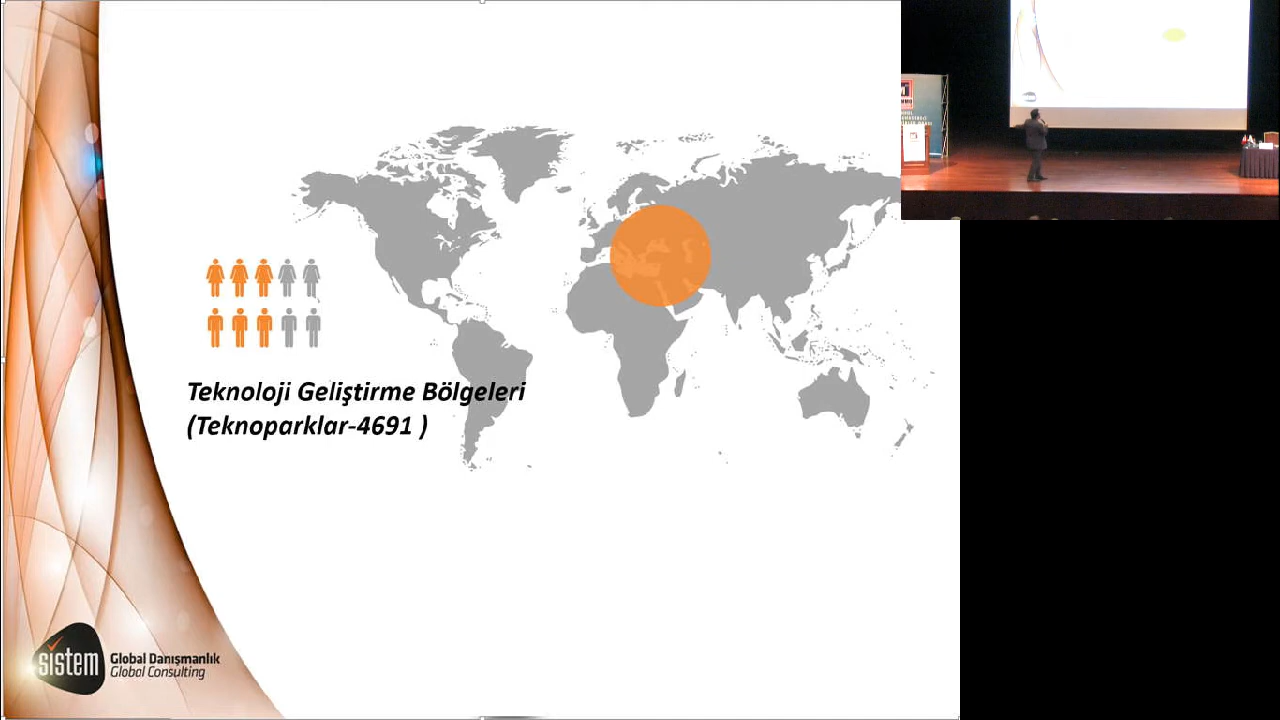 Teknoloji Geliştirme Bölgeleri
(Teknoparklar-4691 )
sistem
Global Danışmanlık
Global Consulting